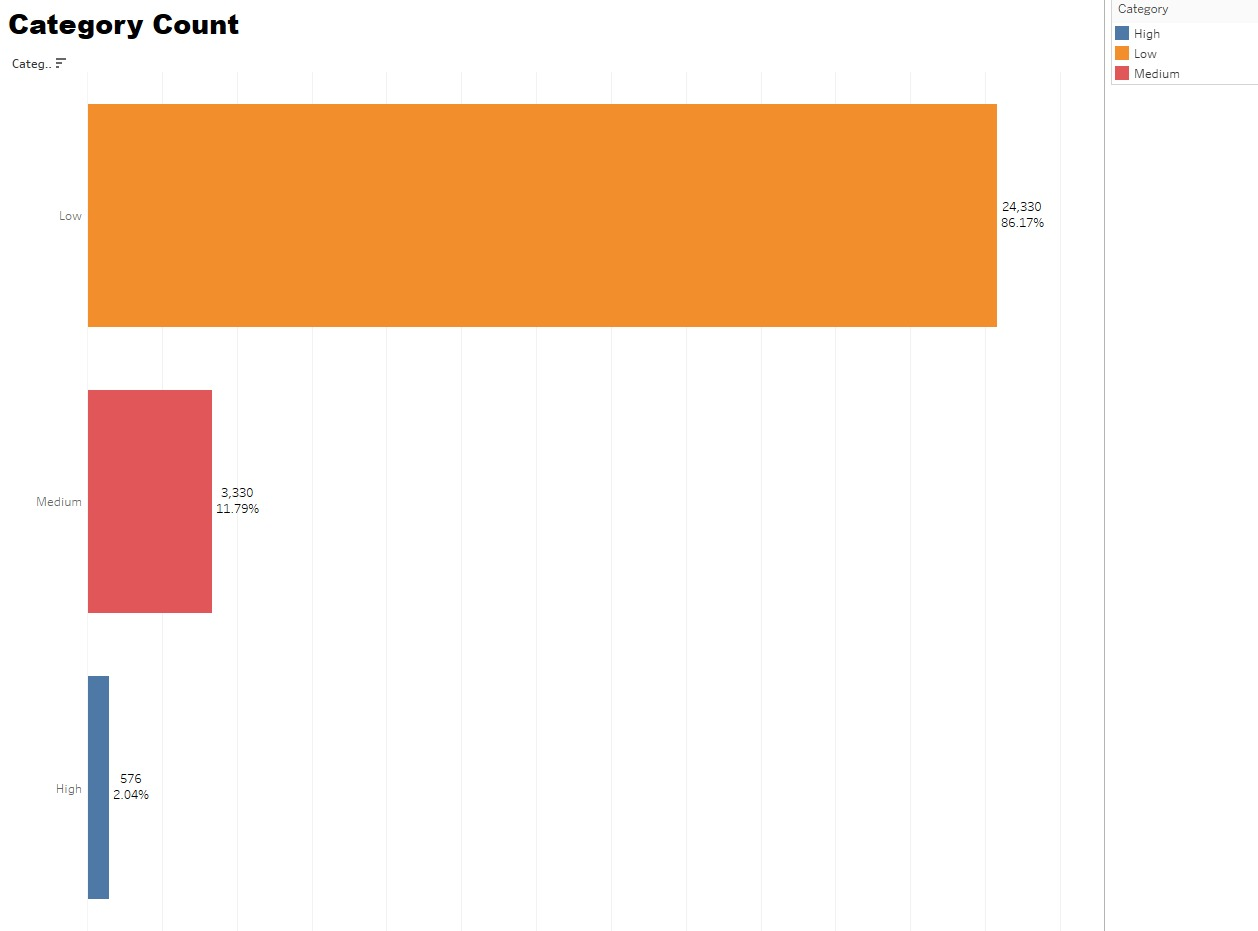 Category Count
Categ..
Low
24,330
86.17%
Medium
3,330
11.79%
High
576
2.04%
Category
High
Low
Medium